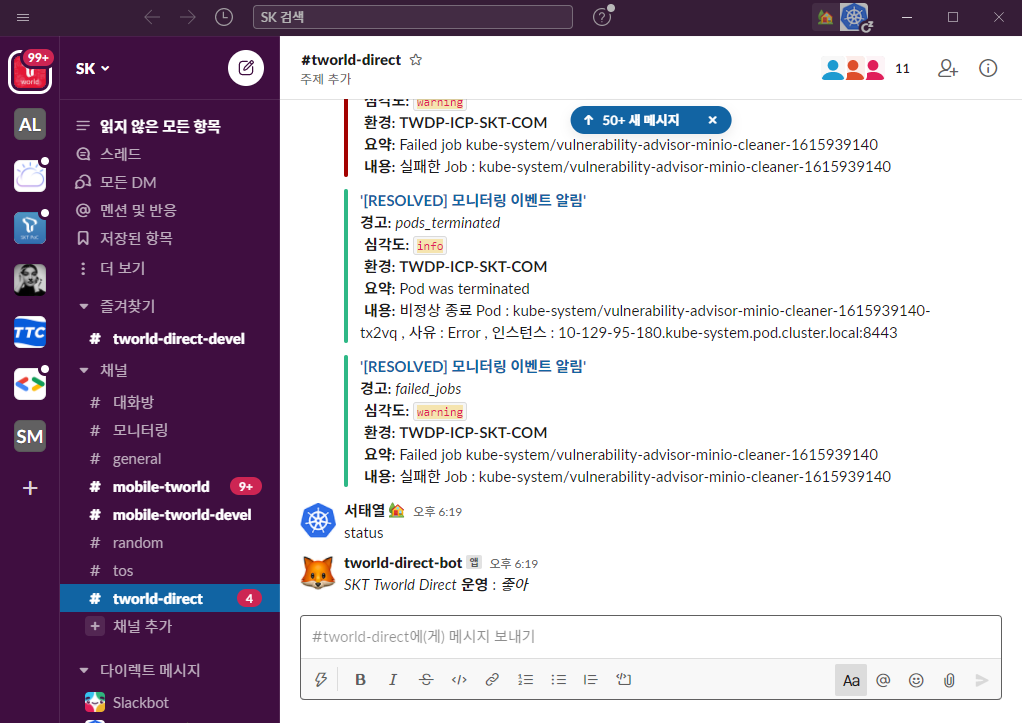 SK 검색
?
99+
world
SK
AL
읽지 않은 모든 항목
스레드
모든 DM
@ 멘션 및 반응
저장된 항목
더 보기
즐겨찾기
# tworld-direct-devel
채널
# 대화방
# 모니터링
# general
# mobile-tworld 9+
# mobile-tworld-devel
# random
# tos
# tworld-direct 4
+ 채널 추가
다이렉트 메시지
Slackbot
SKT PoC
TTC
SM
+
#tworld-direct
주제 추가
11
50+ 새 메시지
심각도: warning
환경: TWDP-ICP-SKT-COM
요약: Failed job kube-system/vulnerability-advisor-minio-cleaner-1615939140
내용: 실패한 Job : kube-system/vulnerability-advisor-minio-cleaner-1615939140
'[RESOLVED] 모니터링 이벤트 알림'
경고: pods_terminated
심각도: info
환경: TWDP-ICP-SKT-COM
요약: Pod was terminated
내용: 비정상 종료 Pod : kube-system/vulnerability-advisor-minio-cleaner-1615939140-
tx2vq , 사유 : Error , 인스턴스 : 10-129-95-180.kube-system.pod.cluster.local:8443
'[RESOLVED] 모니터링 이벤트 알림'
경고: failed_jobs
심각도: warning
환경: TWDP-ICP-SKT-COM
요약: Failed job kube-system/vulnerability-advisor-minio-cleaner-1615939140
내용: 실패한 Job : kube-system/vulnerability-advisor-minio-cleaner-1615939140
서태열 오후 6:19
status
tworld-direct-bot 앱 오후 6:19
SKT Tworld Direct 운영 : 좋아
#tworld-direct에(게) 메시지 보내기
B I S </> Aa @